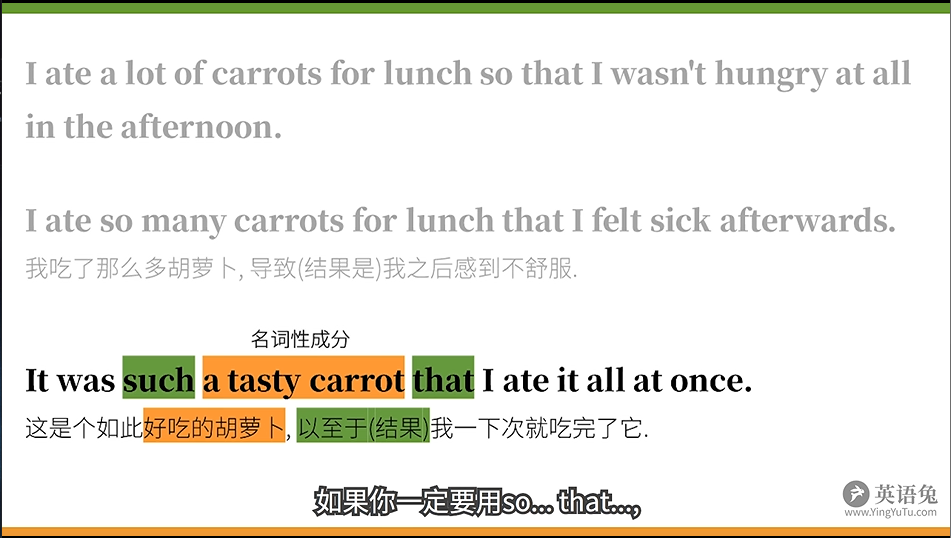 I ate a lot of carrots for lunch so that I wasn't hungry at all
in the afternoon.
I ate so many carrots for lunch that I felt sick afterwards.
我吃了那么多胡萝卜, 导致(结果是)我之后感到不舒服.
名词性成分
It was such a tasty carrot that I ate it all at once.
这是个如此好吃的胡萝卜, 以至于(结果)我一下次就吃完了它.
如果你一定要用so... that...,
英语兔
www.YingYuTu.com